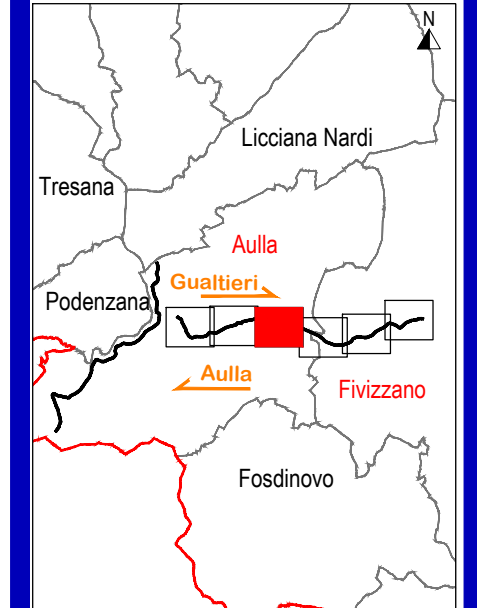 N
Licciana Nardi
Tresana
Aulla
Gualtieri
Podenzana
Aulla
Fivizzano
Fosdinovo